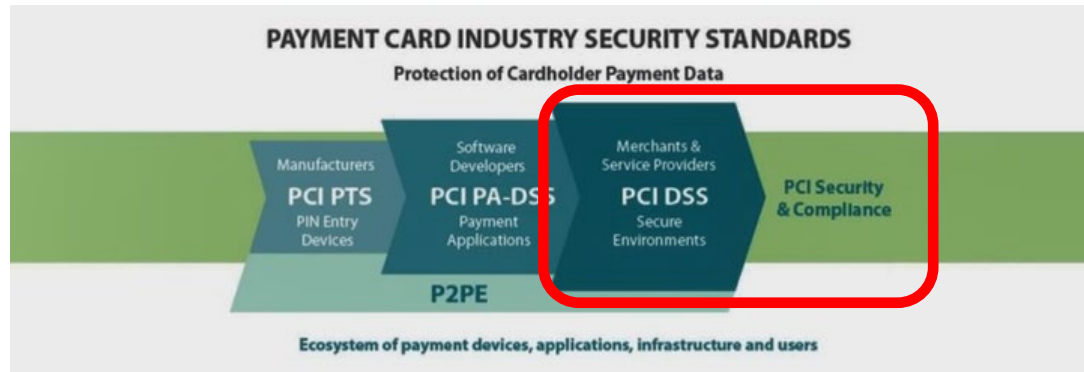 PAYMENT CARD INDUSTRY SECURITY STANDARDS
Protection of Cardholder Payment Data
Manufacturers
PCI PTS
PIN Entry
Devices
Software
Developers
PCI PA-DSS
Payment
Applications
Merchants &
Service Providers
PCI DSS
Secure
Environments
PCI Security
& Compliance
P2PE
Ecosystem of payment devices, applications, infrastructure and users